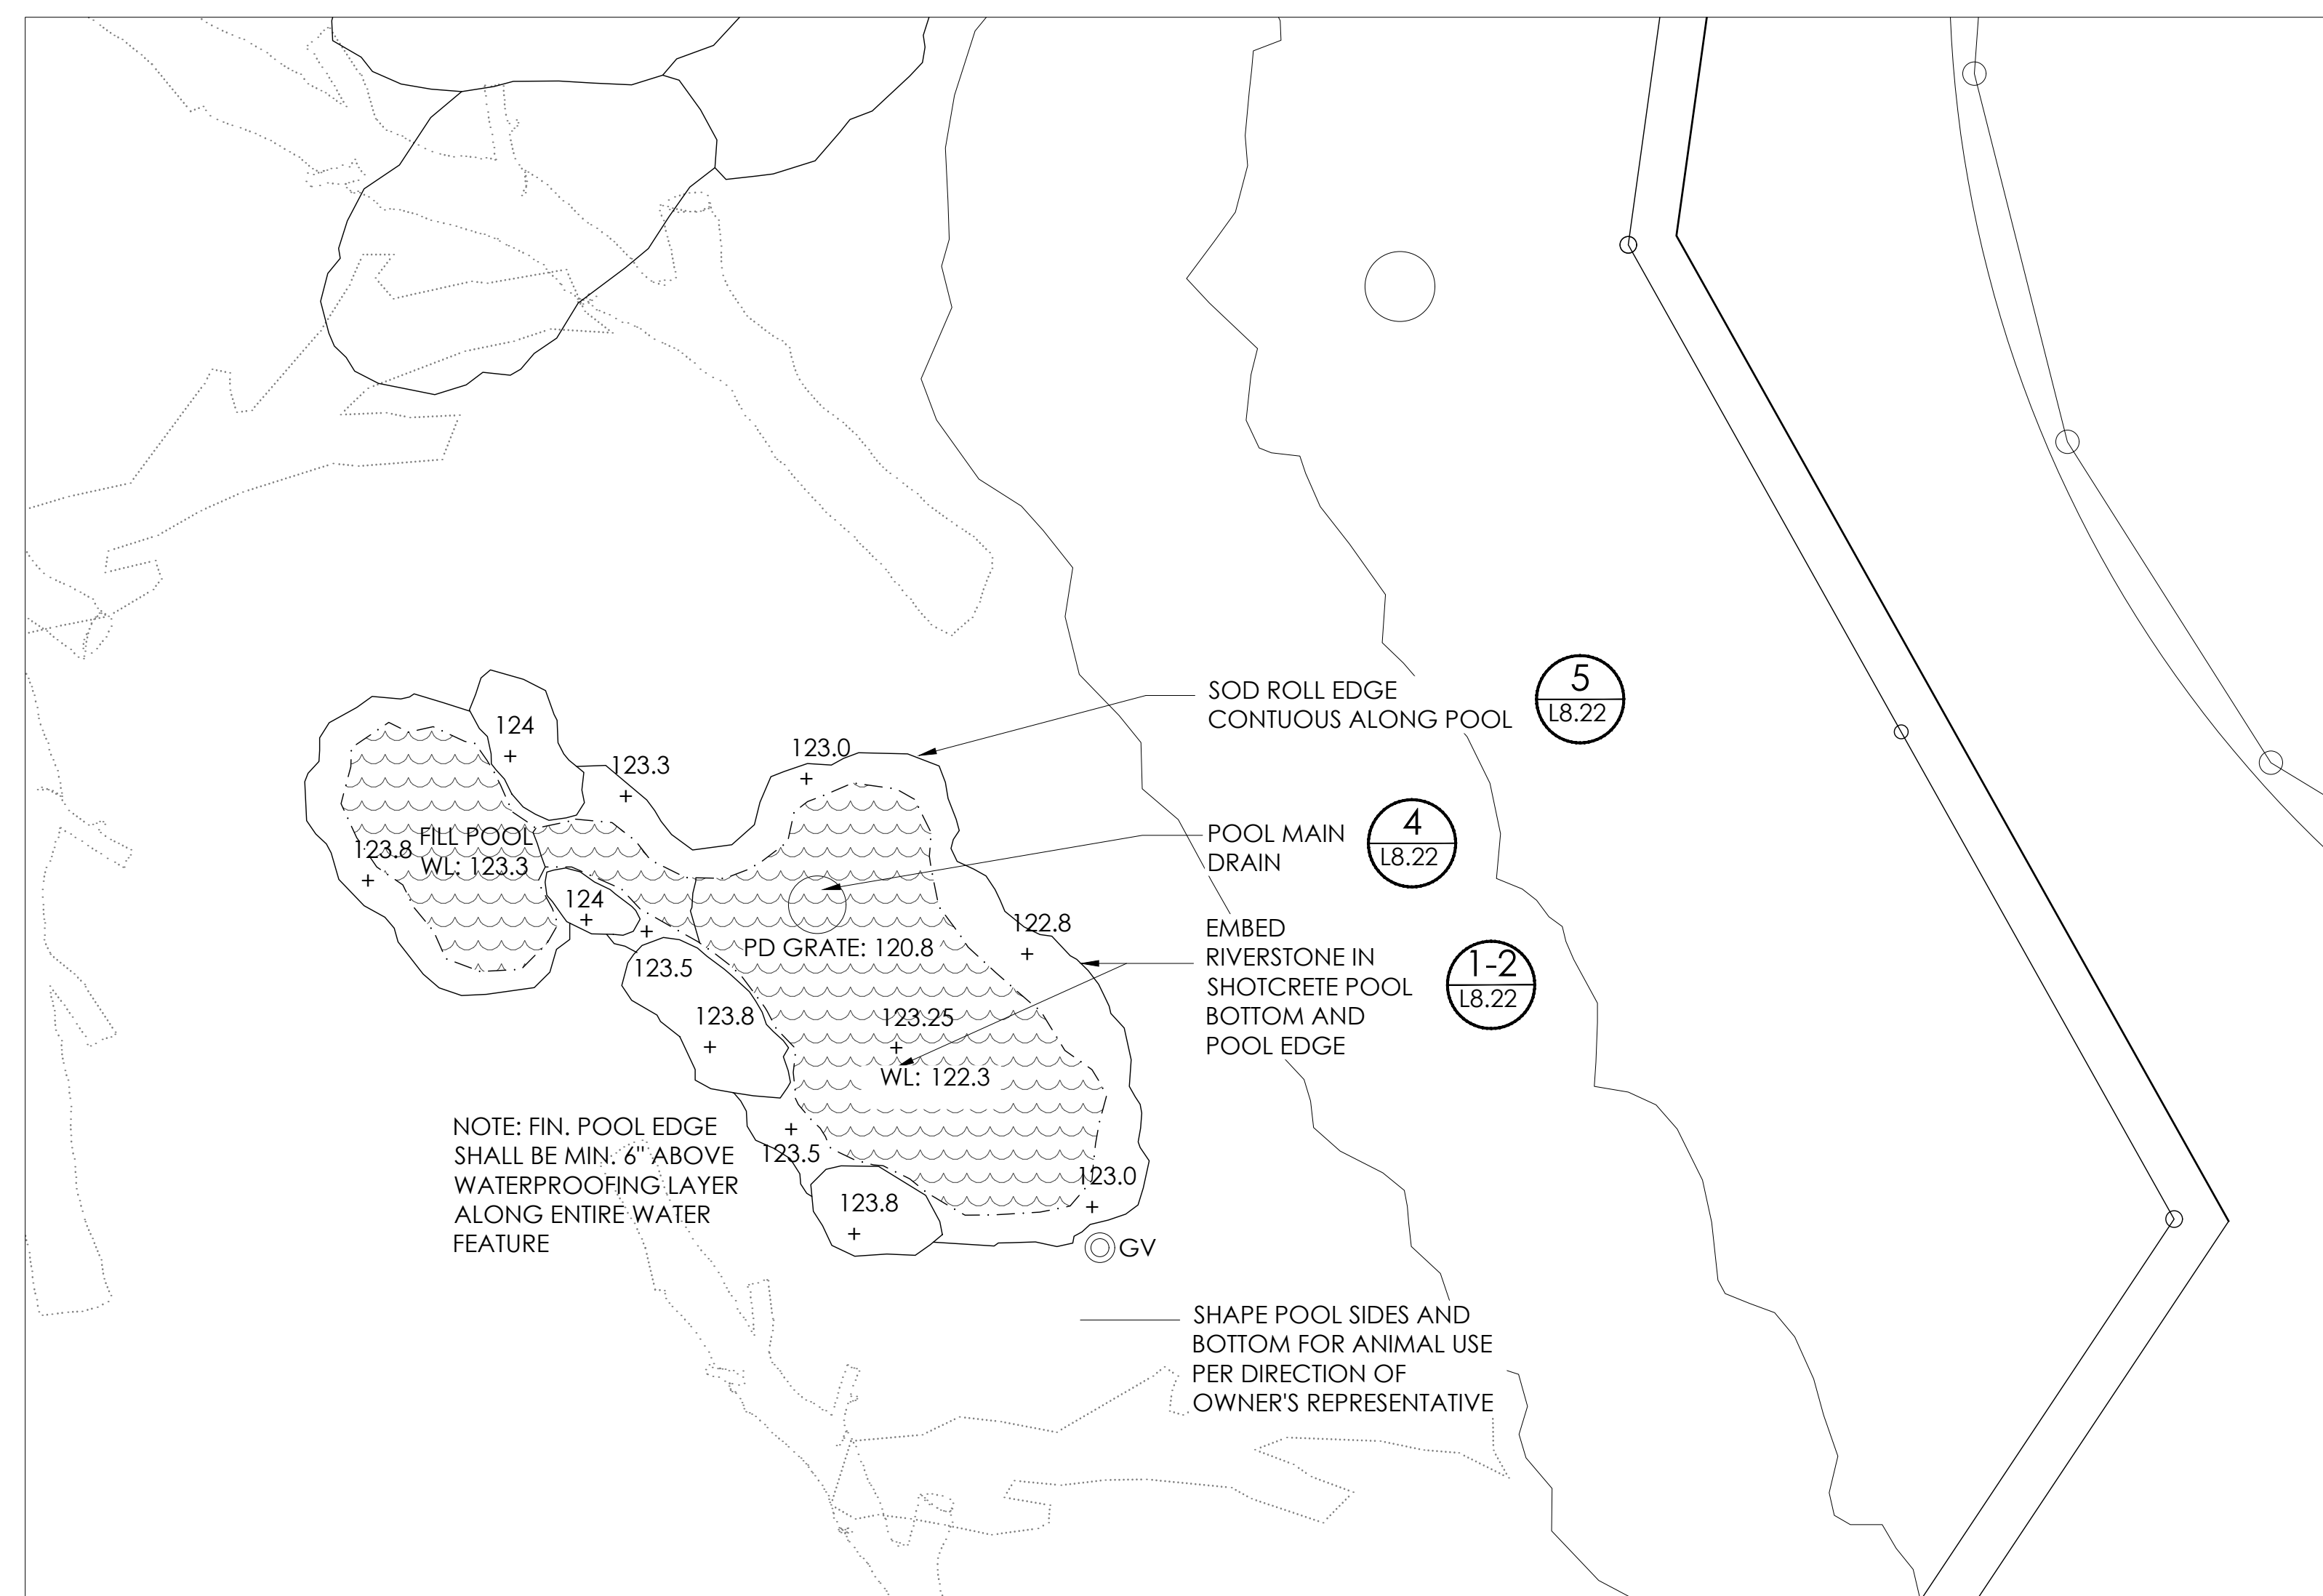 SOD ROLL EDGE
CONTUOUS ALONG POOL
5
L8.22
124
123.3
123.0
POOL MAIN
DRAIN
4
L8.22
FILL POOL
WL: 123.3
123.8
124
122.8
EMBED
RIVERSTONE IN
SHOTCRETE POOL
BOTTOM AND
POOL EDGE
1-2
L8.22
PD GRATE: 120.8
123.5
123.8
123.25
WL: 122.3
NOTE: FIN. POOL EDGE
SHALL BE MIN. 6" ABOVE
WATERPROOFING LAYER
ALONG ENTIRE WATER
FEATURE
123.5
123.0
123.8
GV
SHAPE POOL SIDES AND
BOTTOM FOR ANIMAL USE
PER DIRECTION OF
OWNER'S REPRESENTATIVE